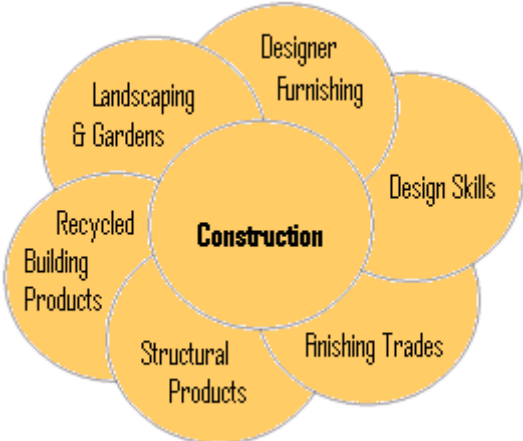 Designer
Furnishing
Landscaping
& Gardens
Design Skills
Recycled
Building
Products
Construction
Finishing Trades
Structural
Products